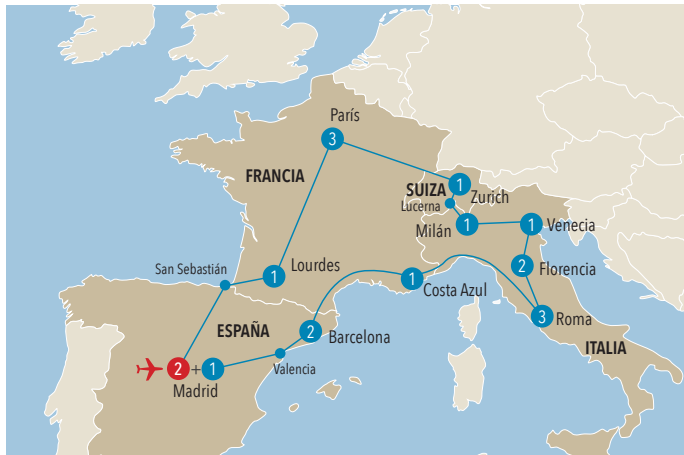 París
3
FRANCIA
SUIZA
1
Zurich
Lucerna
Milán
1
1
Venecia
San Sebastián
1
Lourdes
1
Costa Azul
2
Florencia
3
Roma
ITALIA
ESPAÑA
2
Barcelona
Valencia
2 + 1
Madrid